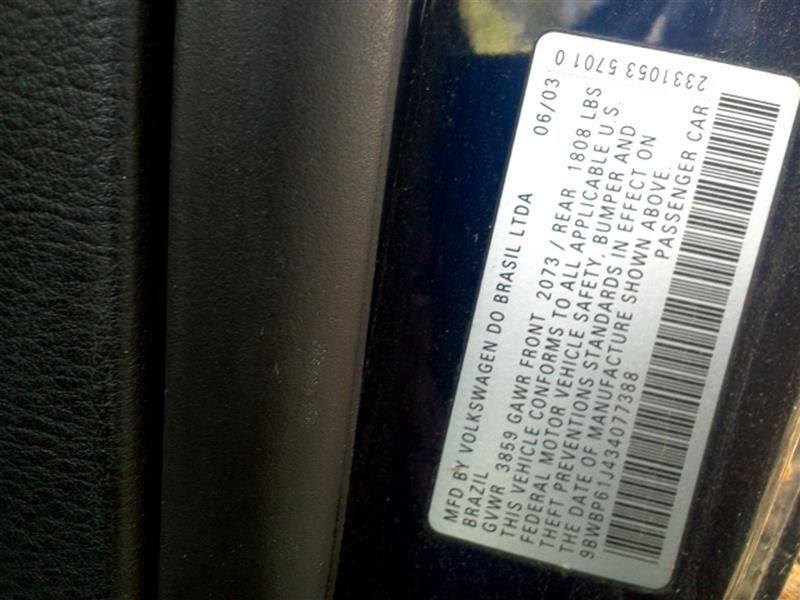 MFD BY VOLKSWAGEN DO BRASIL LTDA 06/03
BRAZIL
GVWR 3859 GAWR FRONT 2073 / REAR 1808 LBS
THIS VEHICLE CONFORMS TO ALL APPLICABLE U.S.
FEDERAL MOTOR VEHICLE SAFETY, BUMPER AND
THEFT PREVENTIONS STANDARDS IN EFFECT ON
THE DATE OF MANUFACTURE SHOWN ABOVE.
9BWBP61J434077388 PASSENGER CAR
2331053 5701 0